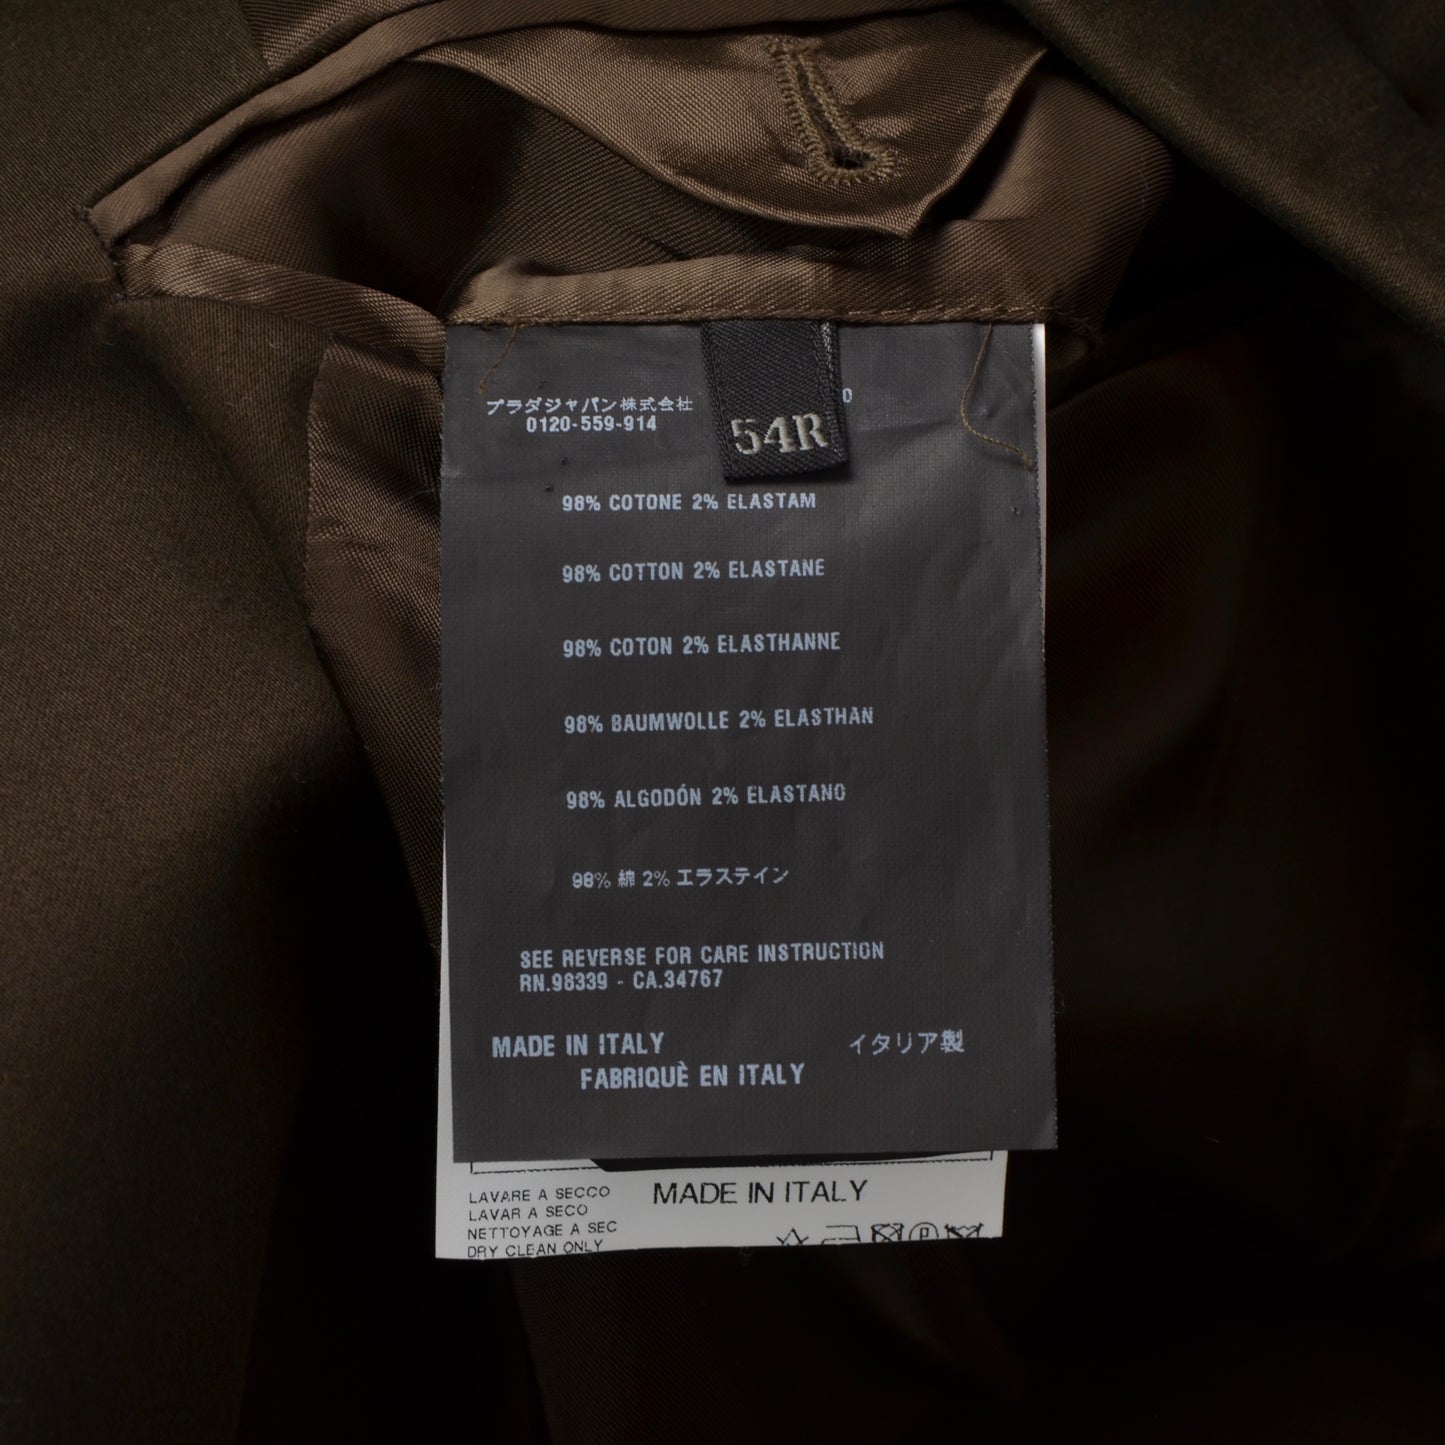 プラダジャパン株式会社
0120-559-914
0
54R
98% COTONE 2% ELASTAM
98% COTTON 2% ELASTANE
98% COTON 2% ELASTHANNE
98% BAUMWOLLE 2% ELASTHAN
98% ALGODÓN 2% ELASTANO
98% 綿 2% エラステイン
SEE REVERSE FOR CARE INSTRUCTION
RN.98339 - CA.34767
MADE IN ITALY イタリア製
FABRIQUÈ EN ITALY
LAVARE A SECCO
LAVAR A SECO
NETTOYAGE A SEC
DRY CLEAN ONLY
MADE IN ITALY
P